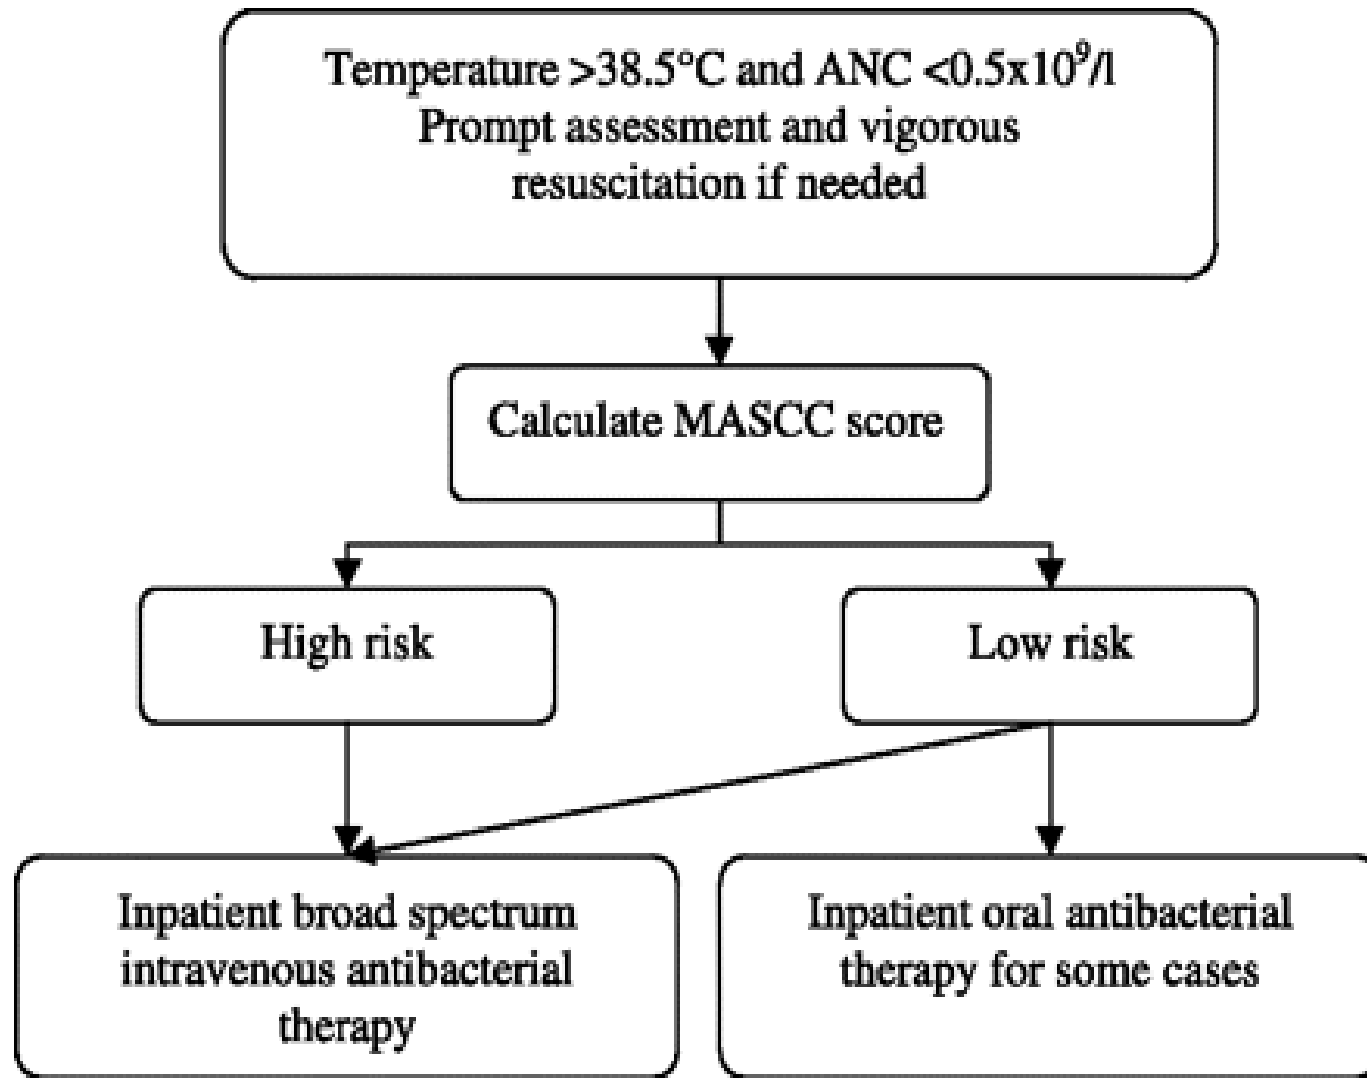 Temperature >38.5°C and ANC <0.5x10⁹/l
Prompt assessment and vigorous
resuscitation if needed
Calculate MASCC score
High risk
Low risk
Inpatient broad spectrum
intravenous antibacterial
therapy
Inpatient oral antibacterial
therapy for some cases